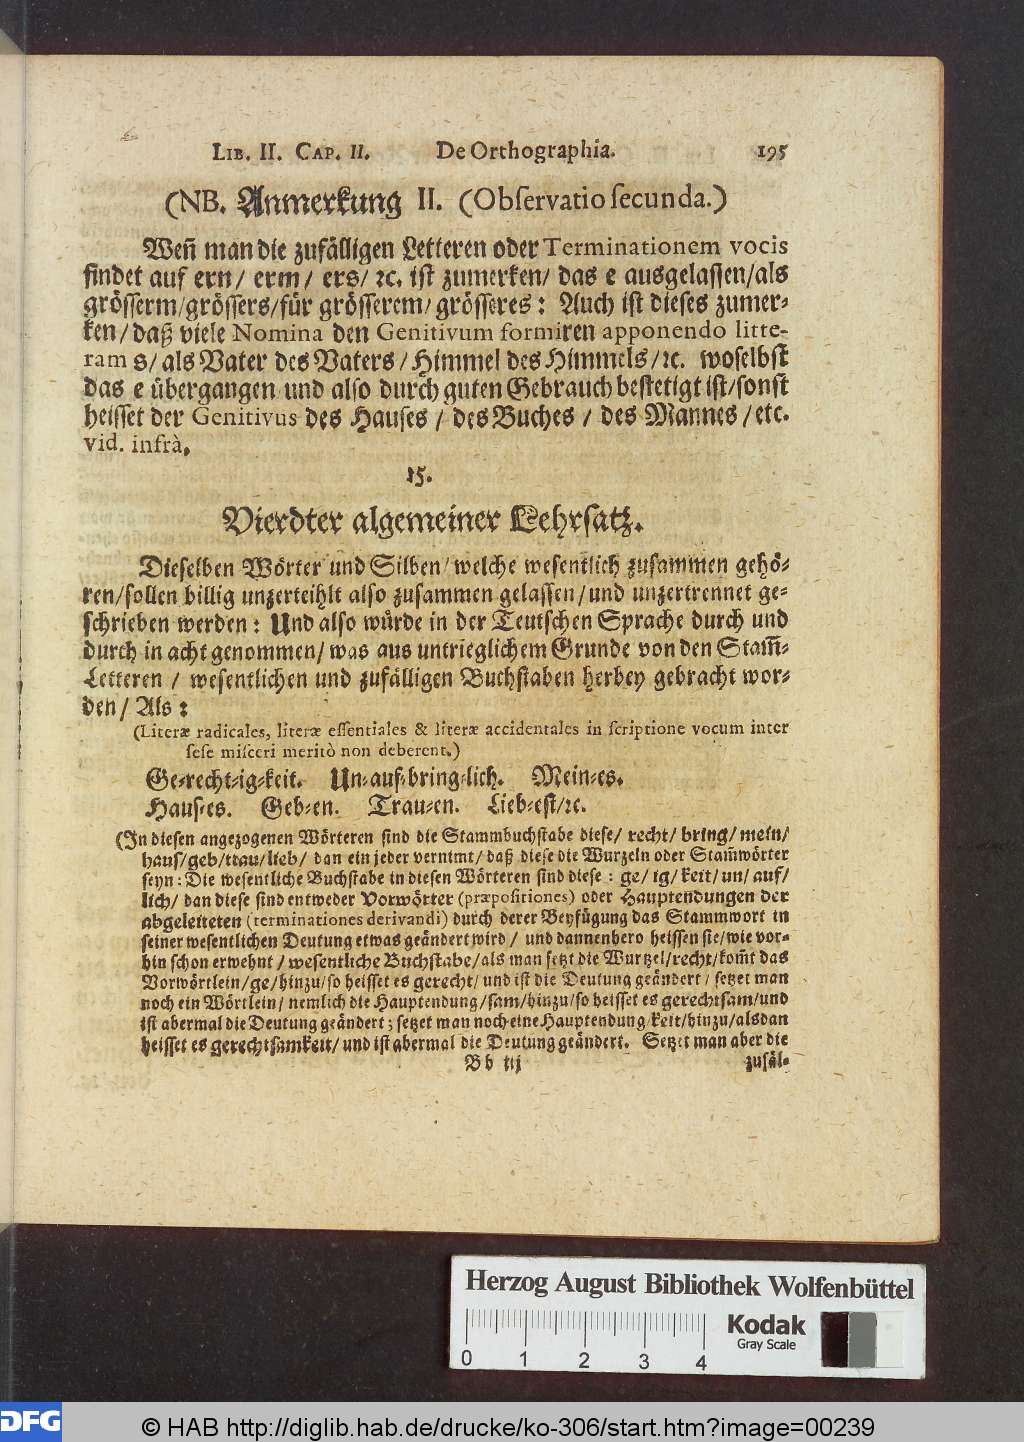 LIB. II. CAP. II. De Orthographia. 195
(NB. Anmerkung II. (Observatio secunda.)
Weñ man die zufälligen Letteren oder Terminationem vocis
findet auf ern/ erm/ ers/ ꝛc. ist zumerken/ das e ausgelassen/als
grösserm/grössers/für grösserem/grösseres: Auch ist dieses zumer-
ken/daß viele Nomina den Genitivum formiren apponendo litte-
ram s/als Vater des Vaters/Himmel des Himmels/ꝛc. woselbst
das e übergangen und also durch guten Gebrauch bestetigt ist/sonst
heisset der Genitivus des Hauses / des Buches / des Mannes/etc.
vid. infrà.
15.
Vierdter algemeiner Lehrsatz.
Dieselben Wörter und Silben/welche wesentlich zusammen gehö-
ren/sollen billig unzerteihlt also zusammen gelassen/und unzertrennet ge-
schrieben werden: Und also würde in der Teutschen Sprache durch und
durch in acht genommen/was aus untrieglichem Grunde von den Stam̃-
Letteren / wesentlichen und zufälligen Buchstaben herbey gebracht wor-
den/ Als:
(Literæ radicales, literæ essentiales & literæ accidentales in scriptione vocum inter
sese misceri meritò non deberent.)
Ge-recht-ig-keit. Un-auf-bring-lich. Mein-es.
Haus-es. Geb-en. Trau-en. Lieb-est/ꝛc.
(In diesen angezogenen Wörteren sind die Stammbuchstabe diese/ recht/ bring/ mein/
haus/geb/trau/lieb/ dan ein jeder vernimt/daß diese die Wurzeln oder Stam̃wörter
seyn: Die wesentliche Buchstabe in diesen Wörteren sind diese: ge/ ig/ keit/ un/ auf/
lich/ dan diese sind entweder Vorwörter (præpositiones) oder Hauptendungen der
abgeleiteten (terminationes derivandi) durch derer Beyfügung das Stammwort in
seiner wesentlichen Deutung etwas geändert wird/ und dannenhero heissen sie/wie vor-
hin schon erwehnt/wesentliche Buchstabe/als man setzt die Wurtzel/recht/kom̃t das
Vorwörtlein/ge/hinzu/so heisset es gerecht/ und ist die Deutung geändert/ setzet man
noch ein Wörtlein/ nemlich die Hauptendung/sam/hinzu/so heisset es gerechtsam/und
ist abermal die Deutung geändert; setzet man noch eine Hauptendung/keit/hinzu/alsdan
heisset es gerechtsamkeit/und ist abermal die Deutung geändert. Setzet man aber die
Bb iij zufäl-
Herzog August Bibliothek Wolfenbüttel
0 1 2 3 4
Kodak
Gray Scale
DFG
© HAB http://diglib.hab.de/drucke/ko-306/start.htm?image=00239